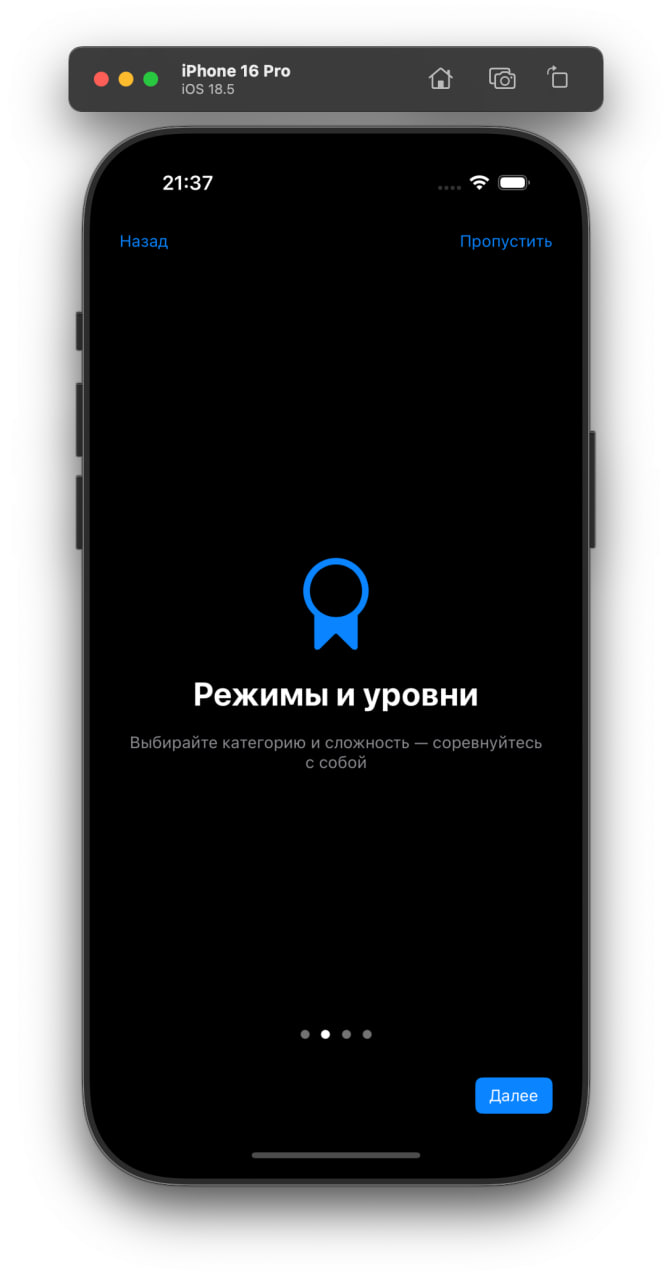 iPhone 16 Pro
iOS 18.5
21:37
Назад
Пропустить
Режимы и уровни
Выбирайте категорию и сложность — соревнуйтесь
с собой
Далее